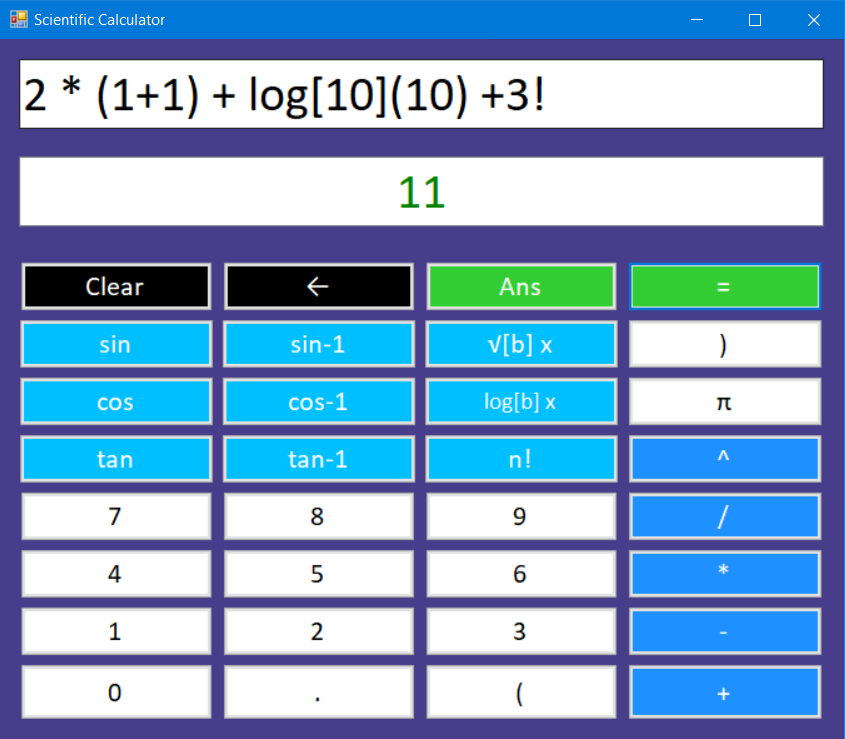 Scientific Calculator
2 * (1+1) + log[10](10) +3!
11
Clear ← Ans =
sin sin-1 √[b] x )
cos cos-1 log[b] x π
tan tan-1 n! ^
7 8 9 /
4 5 6 *
1 2 3 -
0 . ( +